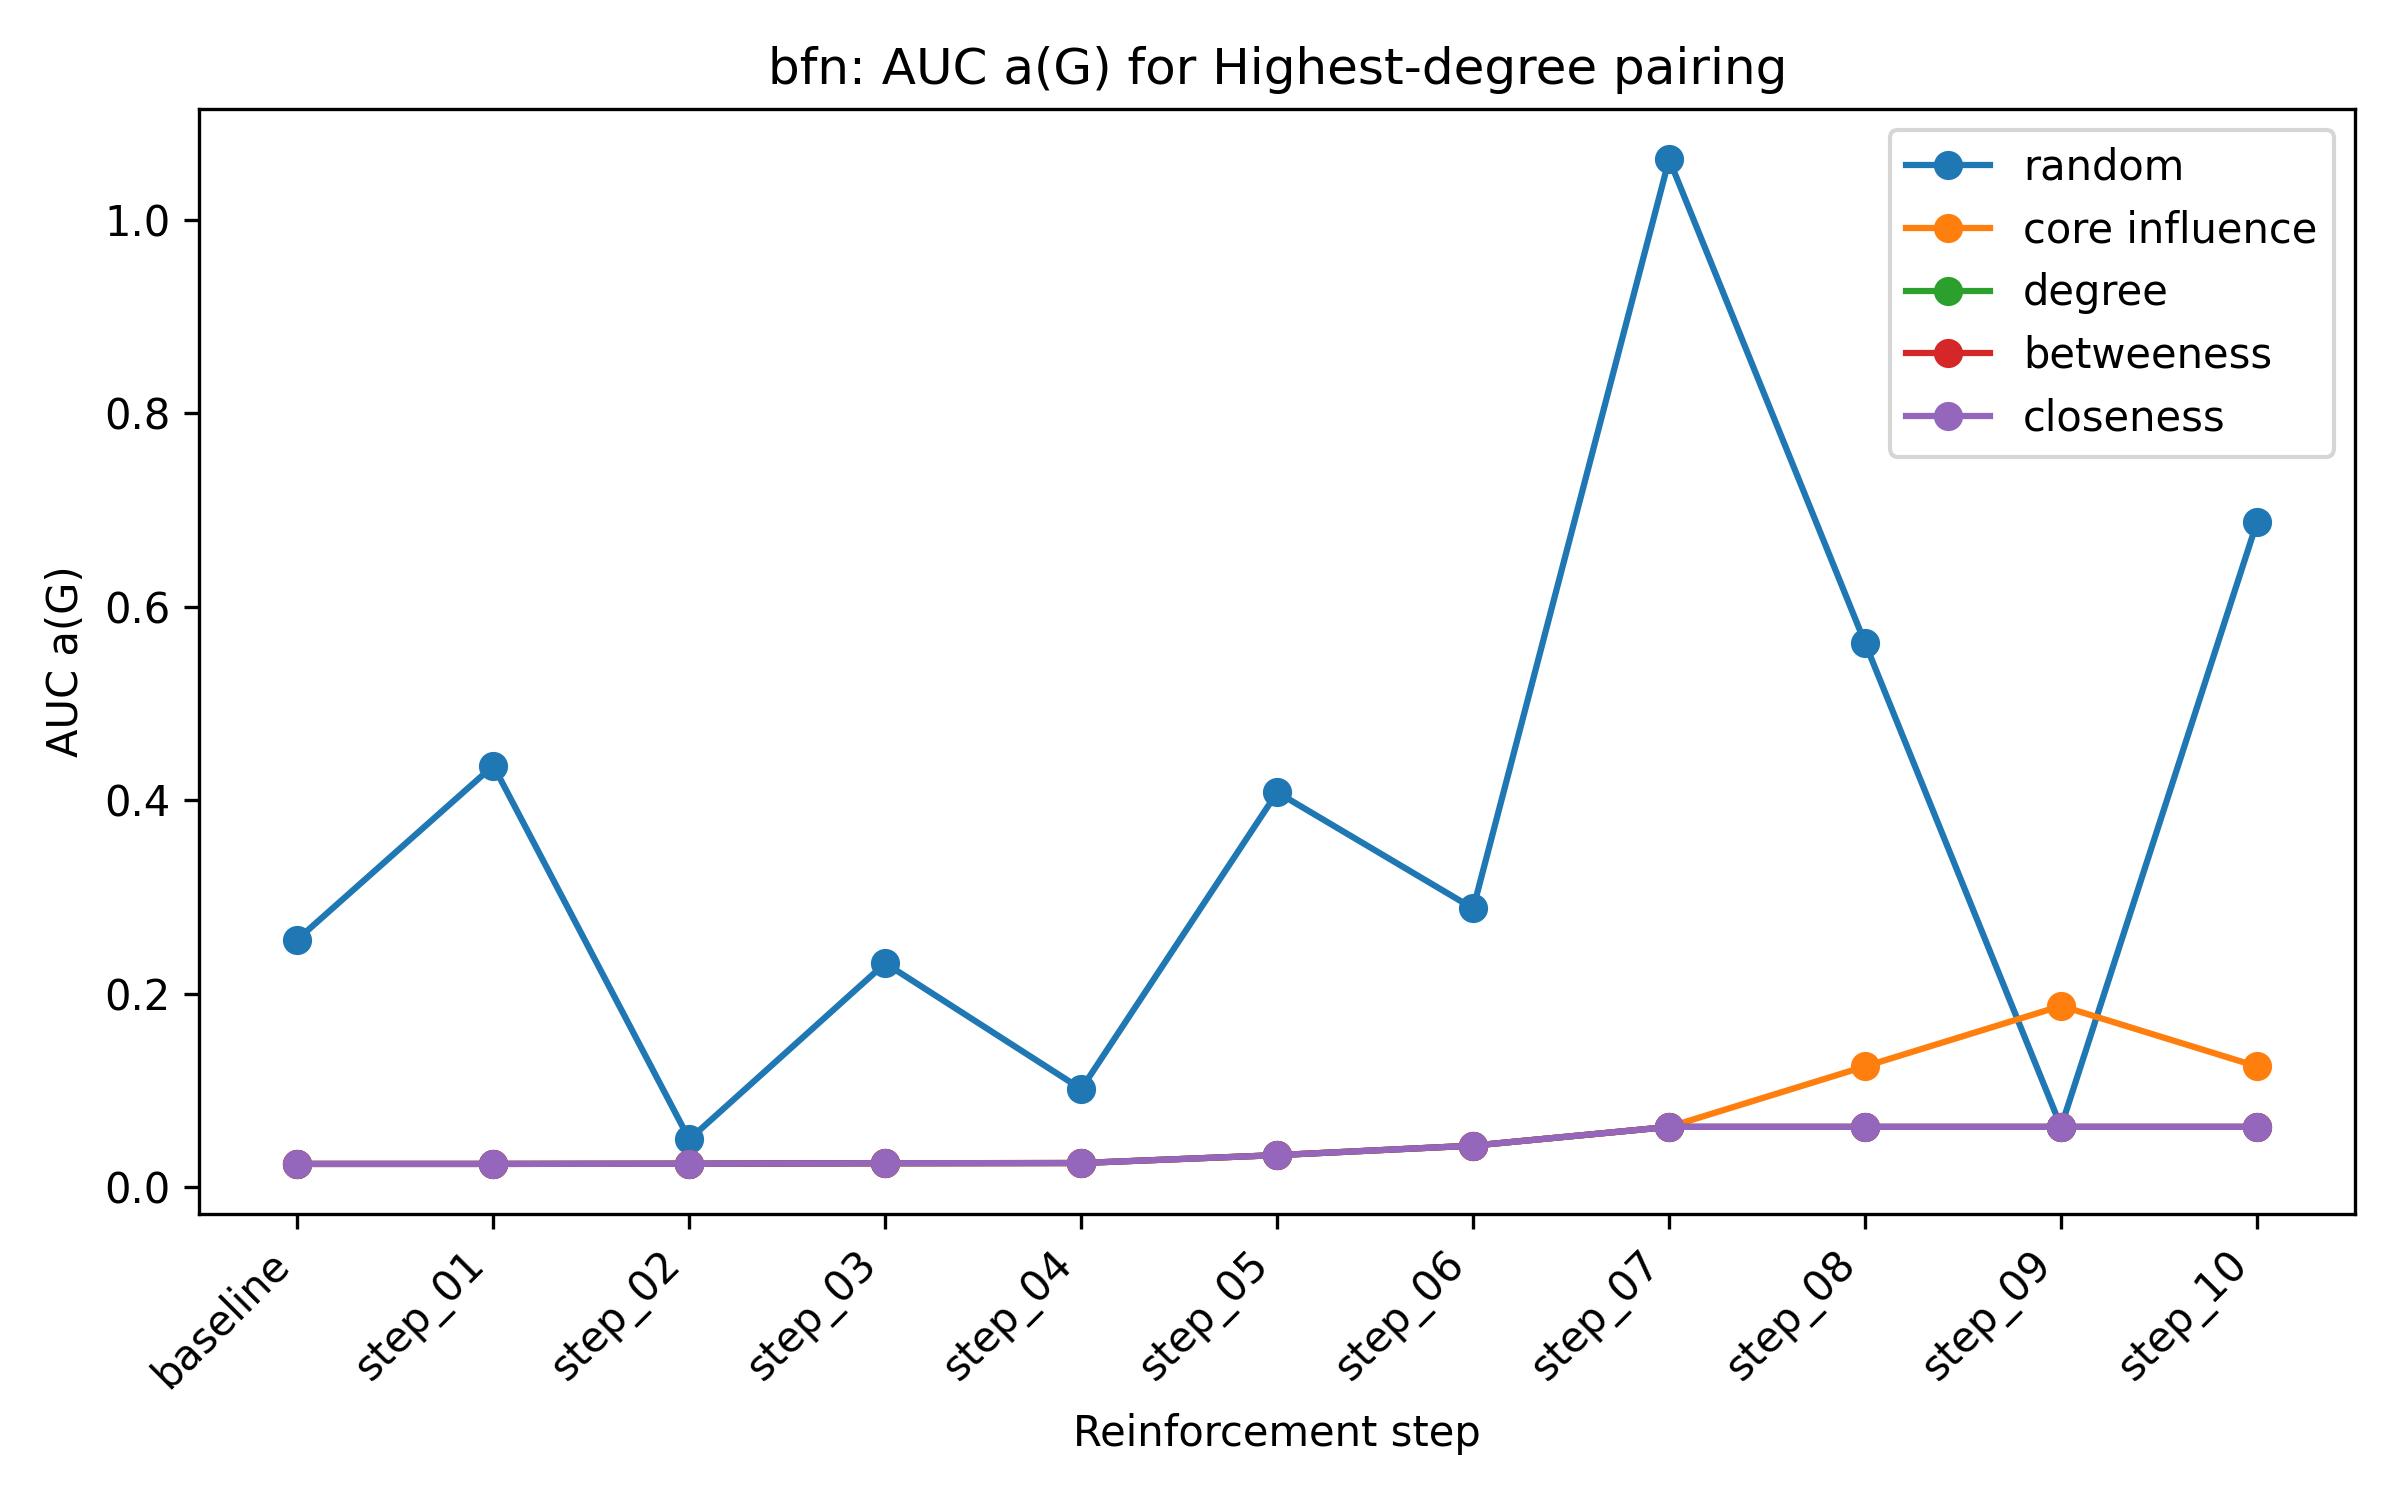 bfn: AUC a(G) for Highest-degree pairing
random
core influence
degree
betweeness
closeness
AUC a(G)
1.0
0.8
0.6
0.4
0.2
0.0
baseline
step_01
step_02
step_03
step_04
step_05
step_06
step_07
step_08
step_09
step_10
Reinforcement step